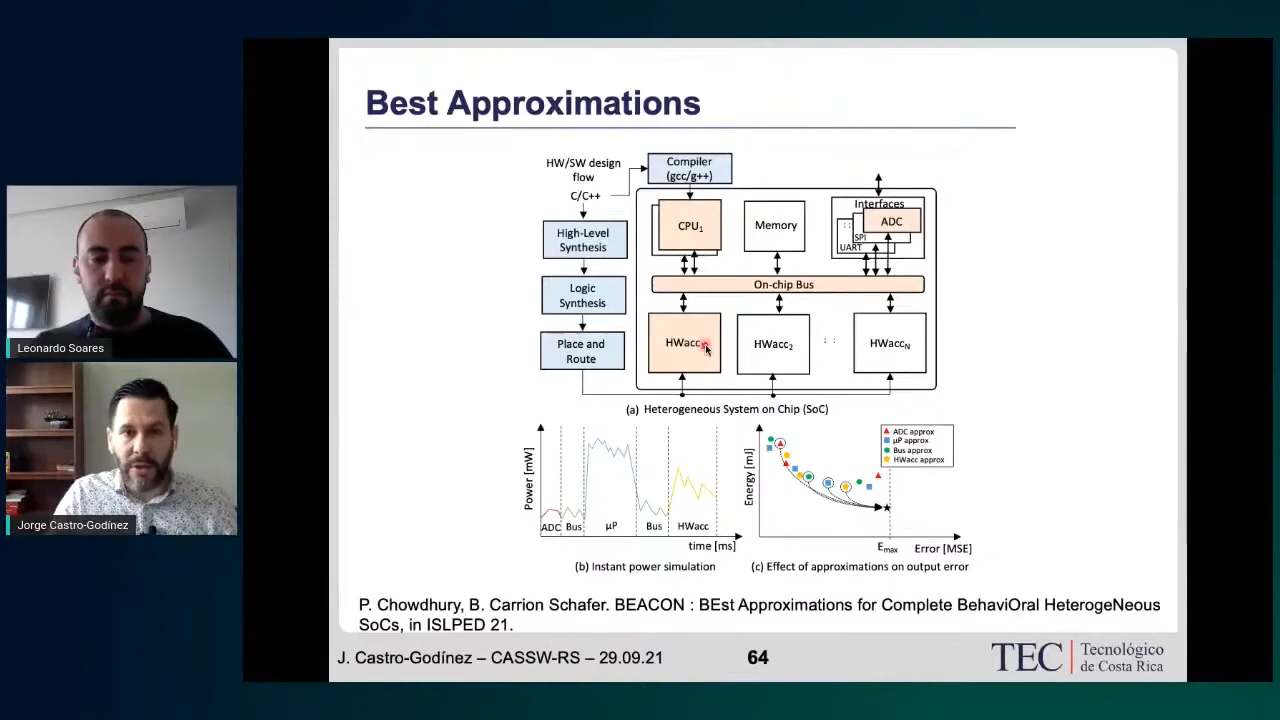 Best Approximations
HW/SW design
flow
C/C++
Compiler
(gcc/g++)
High-Level
Synthesis
Logic
Synthesis
Place and
Route
CPU1
Memory
Interfaces
ADC
: :
SPI
UART
On-chip Bus
HWacc
HWacc2
: :
HWaccN
(a) Heterogeneous System on Chip (SoC)
Power [mW]
ADC
Bus
µP
Bus
HWacc
time [ms]
(b) Instant power simulation
Energy [mJ]
ADC approx
µP approx
Bus approx
HWacc approx
Emax
Error [MSE]
(c) Effect of approximations on output error
P. Chowdhury, B. Carrion Schafer. BEACON : BEst Approximations for Complete BehaviOral HeterogeNeous
SoCs, in ISLPED 21.
J. Castro-Godínez – CASSW-RS – 29.09.21
64
TEC
Tecnológico
de Costa Rica
Leonardo Soares
Jorge Castro-Godínez